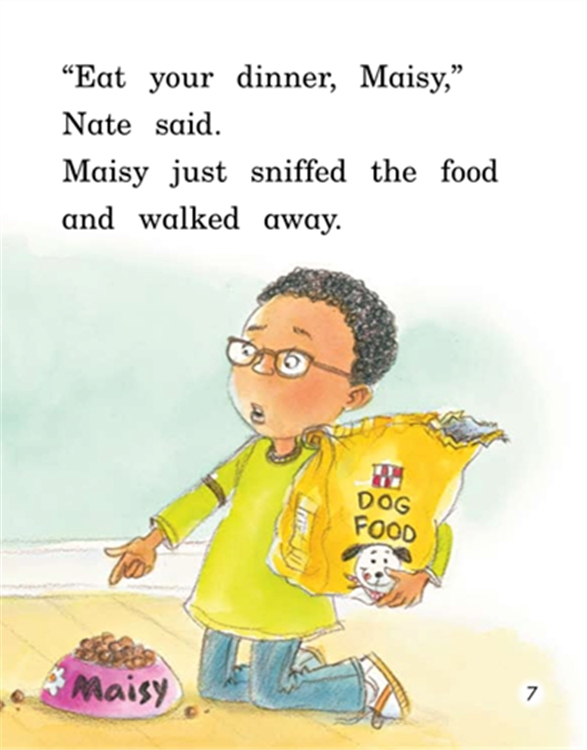 “Eat your dinner, Maisy,”
Nate said.
Maisy just sniffed the food
and walked away.
DOG
FOOD
Maisy
7